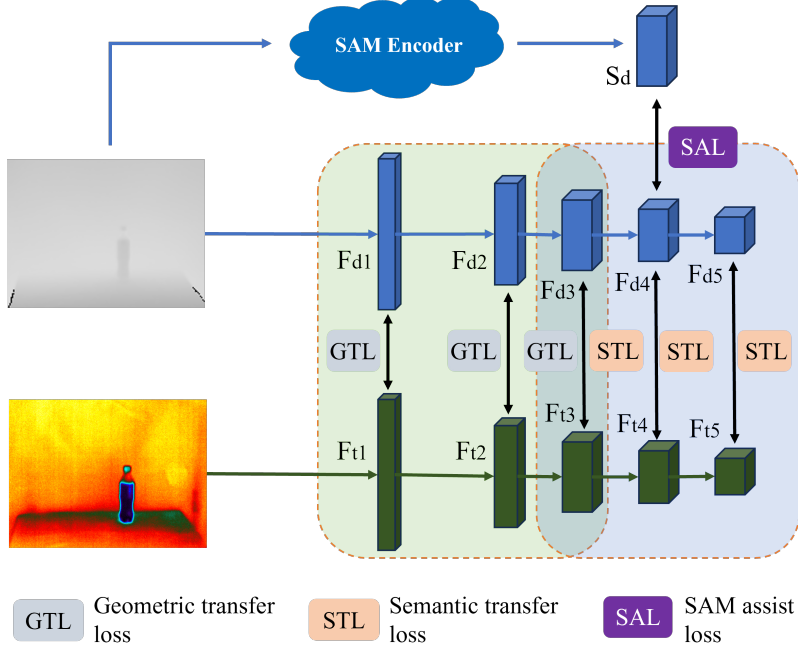 SAM Encoder
Sd
SAL
Fd1
Fd2
Fd3
Fd4
Fd5
GTL
GTL
GTL
STL
STL
STL
Ft1
Ft2
Ft3
Ft4
Ft5
GTL
Geometric transfer
loss
STL
Semantic transfer
loss
SAL
SAM assist
loss